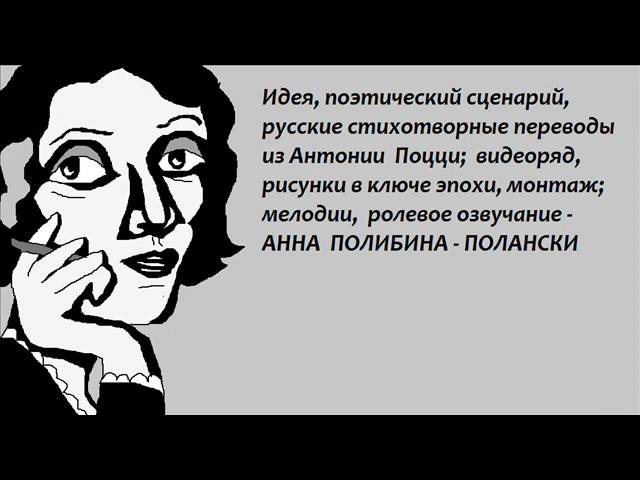 Идея, поэтический сценарий,
русские стихотворные переводы
из Антонии Поцци; видеоряд,
рисунки в ключе эпохи, монтаж;
мелодии, ролевое озвучание -
АННА ПОЛИБИНА - ПОЛАНСКИ